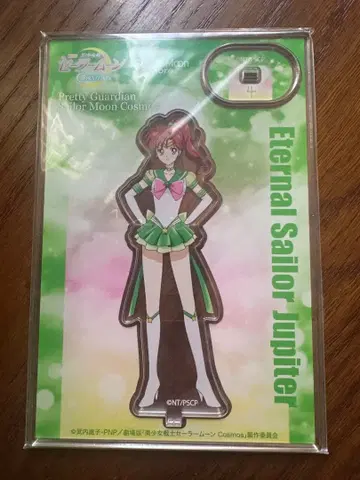 セーラームーン
Moon
Store
Pretty Guardian
Sailor Moon Cosmos
Eternal Sailor Jupiter
©NT/PSCP
©武内直子・PNP／劇場版「美少女戦士セーラームーン Cosmos」製作委員会